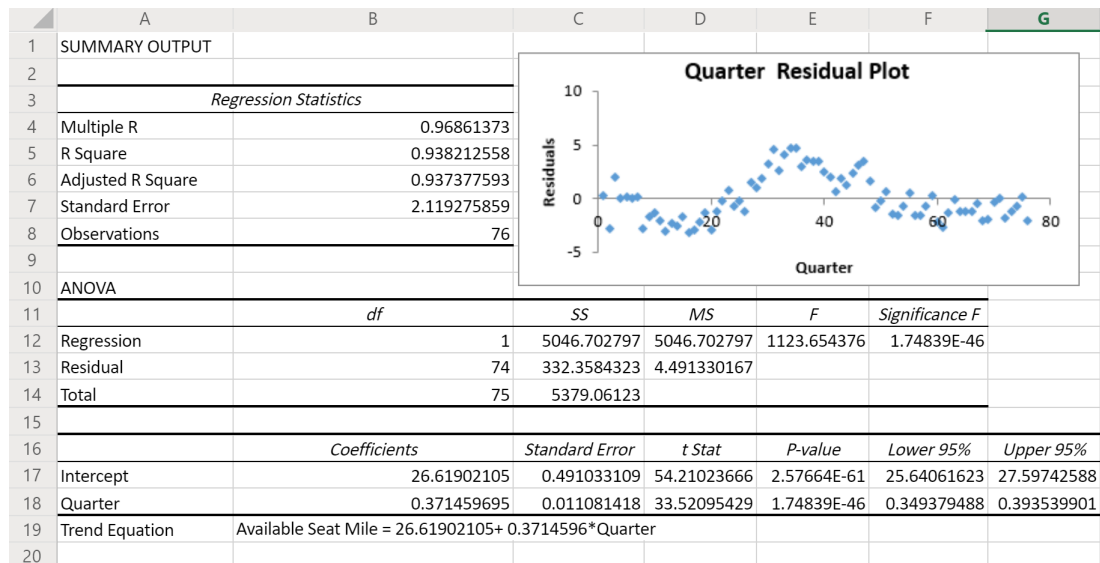 A B C D E F G
1 SUMMARY OUTPUT
2
3 Regression Statistics
4 Multiple R 0.96861373
5 R Square 0.938212558
6 Adjusted R Square 0.937377593
7 Standard Error 2.119275859
8 Observations 76
9
Quarter Residual Plot
10
5
0
-5
Residuals
0 20 40 60 80
Quarter
10 ANOVA
11 df SS MS F Significance F
12 Regression 1 5046.702797 5046.702797 1123.654376 1.74839E-46
13 Residual 74 332.3584323 4.491330167
14 Total 75 5379.06123
15
16 Coefficients Standard Error t Stat P-value Lower 95% Upper 95%
17 Intercept 26.61902105 0.491033109 54.21023666 2.57664E-61 25.64061623 27.59742588
18 Quarter 0.371459695 0.011081418 33.52095429 1.74839E-46 0.349379488 0.393539901
19 Trend Equation Available Seat Mile = 26.61902105+ 0.3714596*Quarter
20